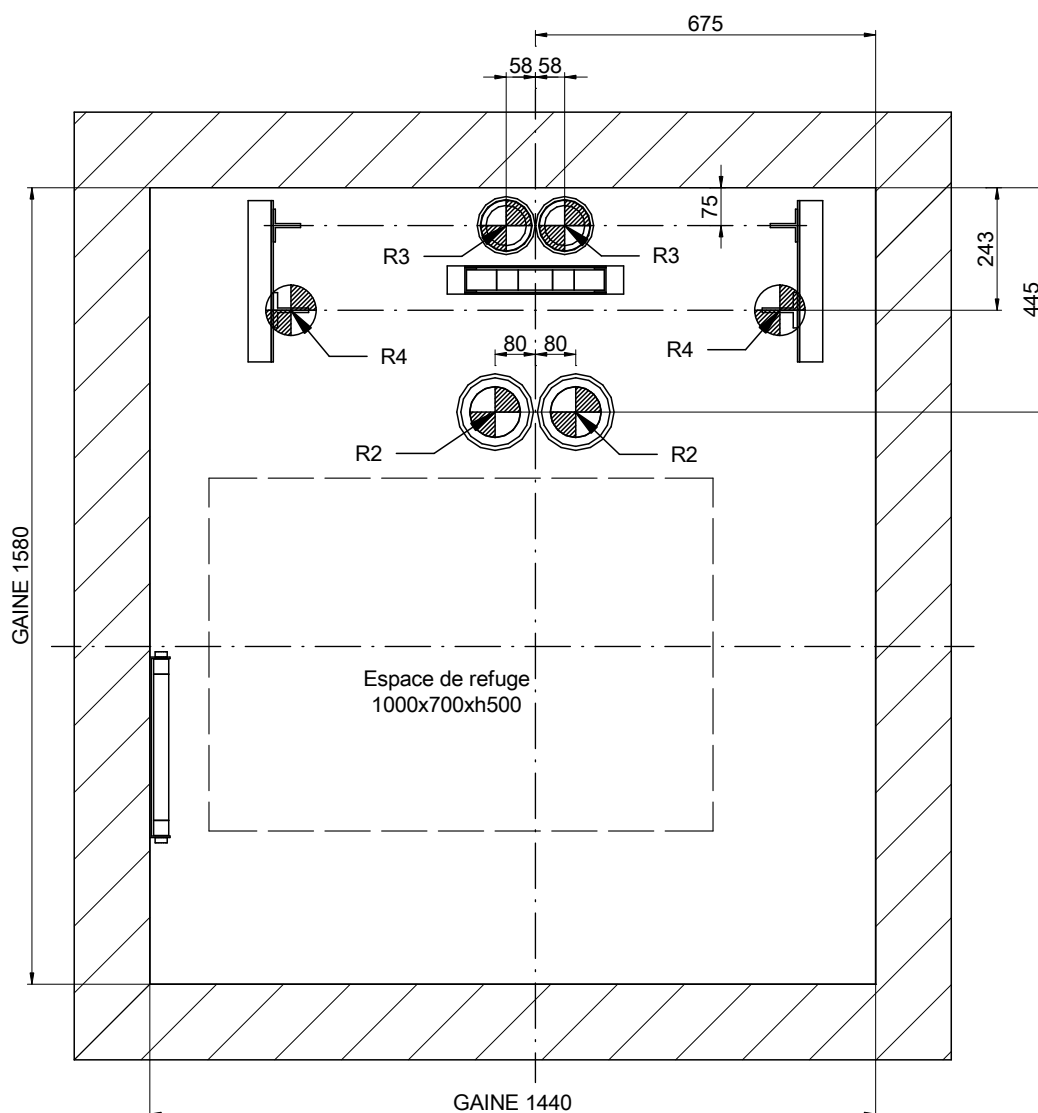 675
58 58
75
243
445
R3 R3
R4 R4
80 80
R2 R2
GAINE 1580
Espace de refuge
1000x700xh500
GAINE 1440